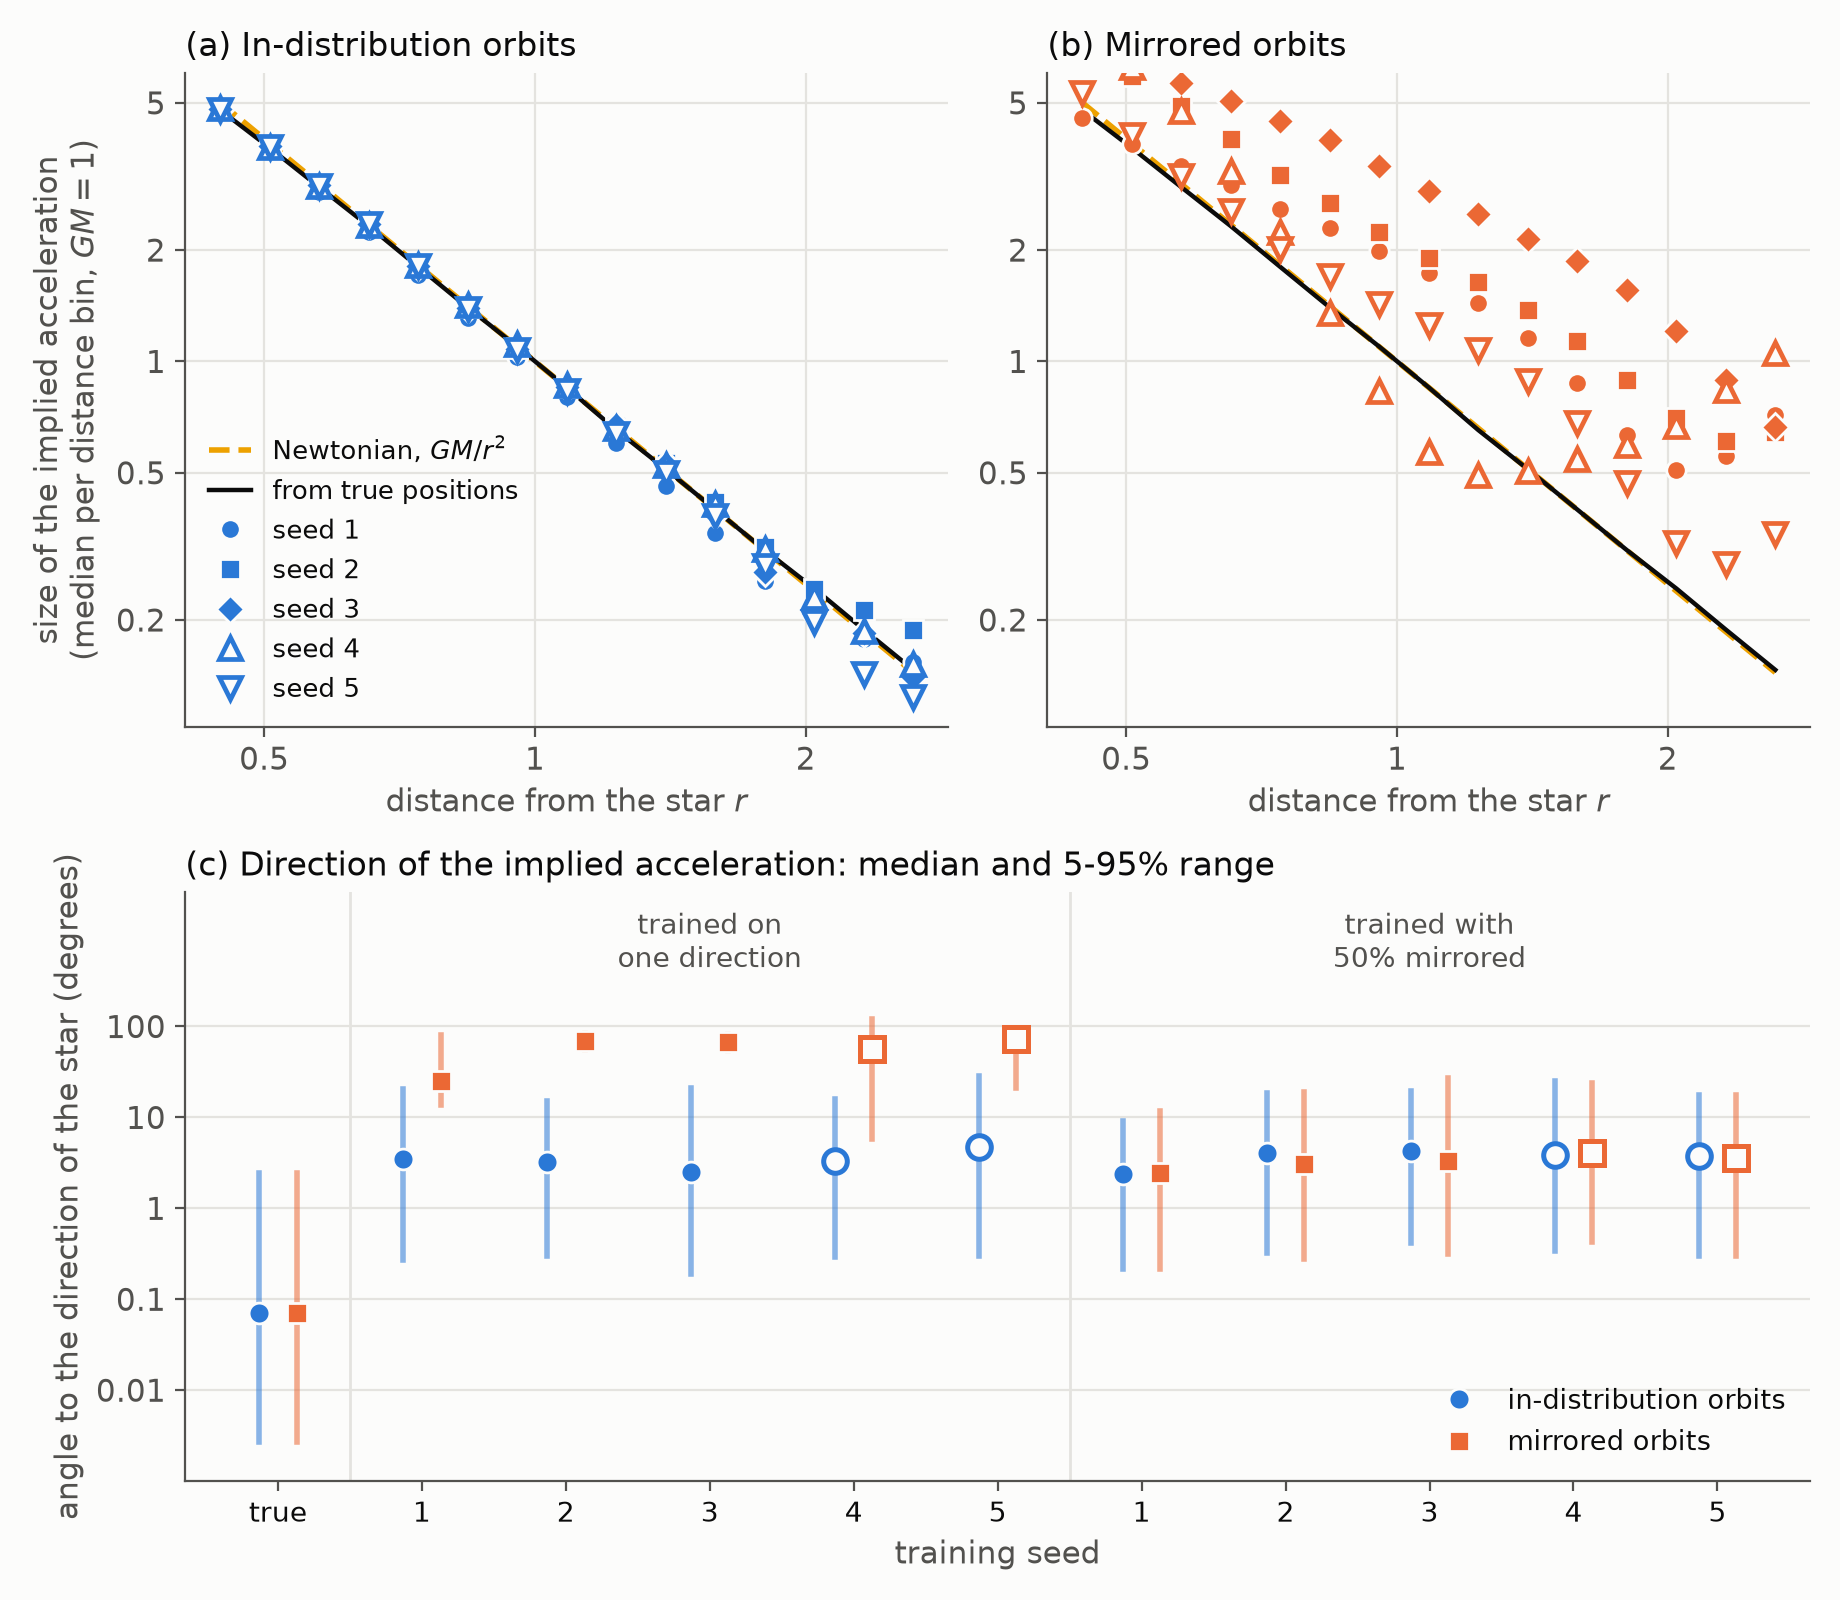 (a) In-distribution orbits
size of the implied acceleration
(median per distance bin, GM = 1)
5
2
1
0.5
0.2
Newtonian, GM/r²
from true positions
seed 1
seed 2
seed 3
seed 4
seed 5
0.5
1
2
distance from the star r
(b) Mirrored orbits
5
2
1
0.5
0.2
0.5
1
2
distance from the star r
(c) Direction of the implied acceleration: median and 5-95% range
angle to the direction of the star (degrees)
trained on
one direction
trained with
50% mirrored
100
10
1
0.1
0.01
in-distribution orbits
mirrored orbits
true
1
2
3
4
5
1
2
3
4
5
training seed